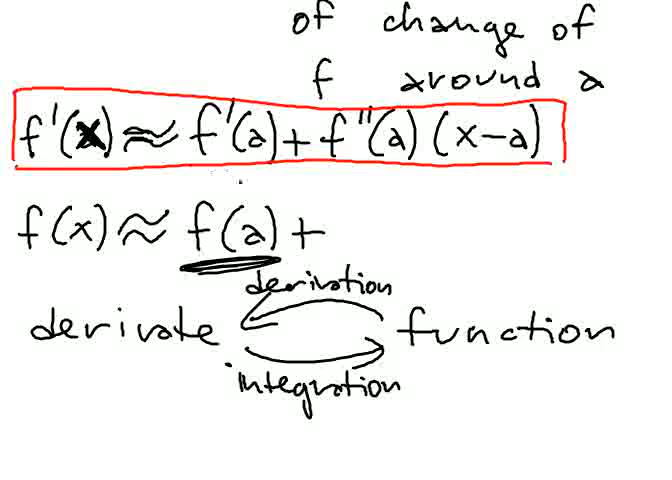 of change of
f around a
f'(x) ≈ f'(a) + f''(a) (x-a)
f(x) ≈ f(a) +
derivation
derivate function
integration